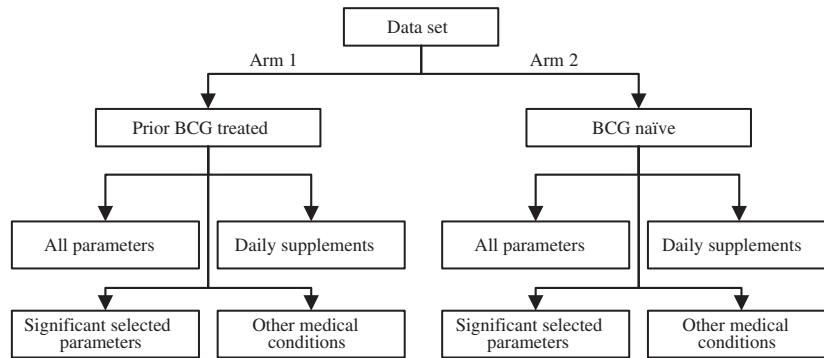 Data set
Arm 1
Arm 2
Prior BCG treated
BCG naïve
All parameters
Daily supplements
All parameters
Daily supplements
Significant selected
parameters
Other medical
conditions
Significant selected
parameters
Other medical
conditions